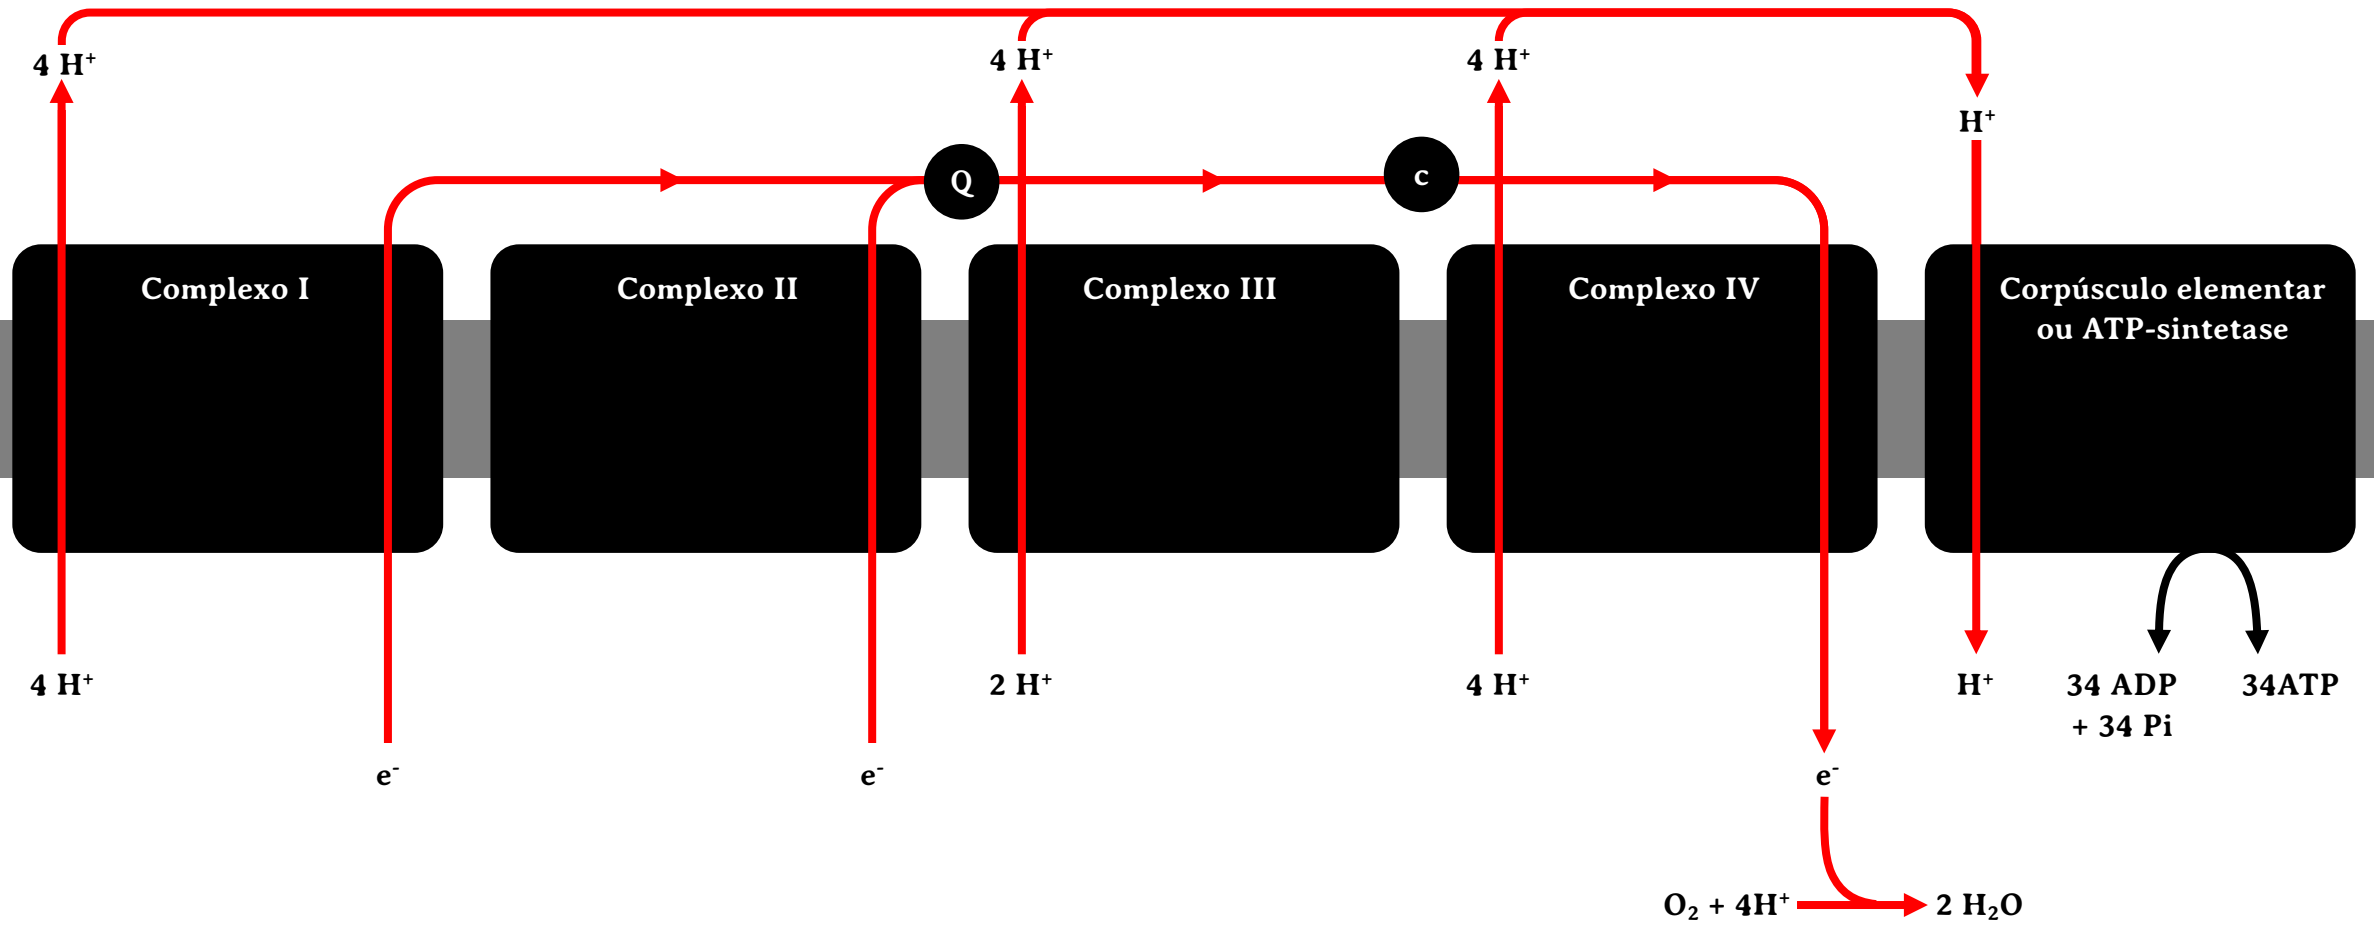 4 H⁺
4 H⁺
4 H⁺
H⁺
Q
c
Complexo I
Complexo II
Complexo III
Complexo IV
Corpúsculo elementar
ou ATP-sintetase
4 H⁺
2 H⁺
4 H⁺
H⁺
34 ADP
+ 34 Pi
34ATP
e⁻
e⁻
e⁻
O₂ + 4H⁺
2 H₂O